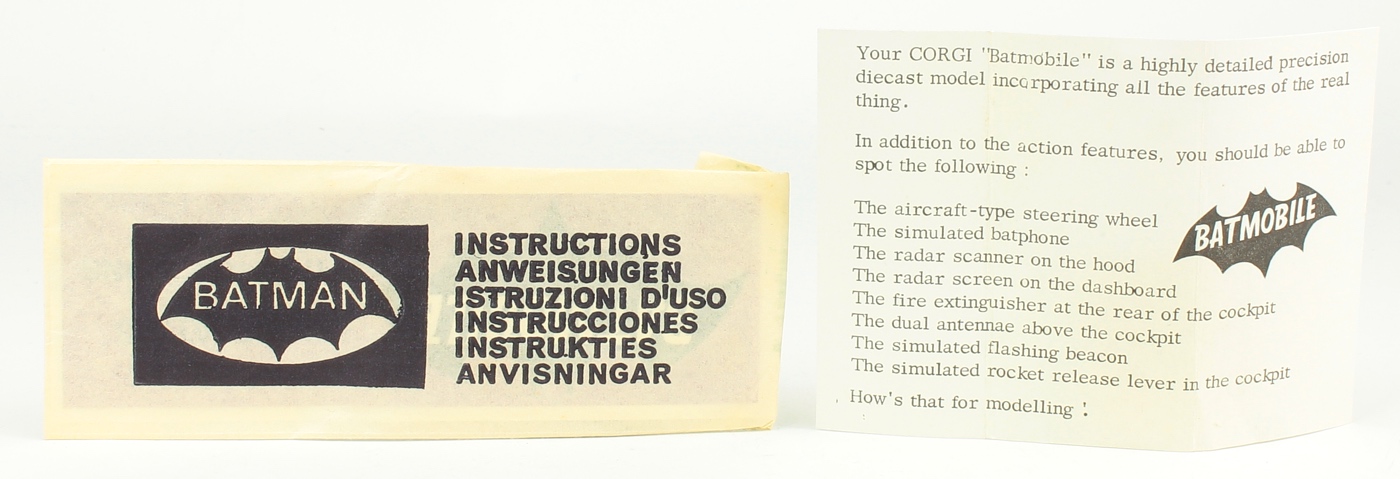 BATMAN
INSTRUCTIONS
ANWEISUNGEN
ISTRUZIONI D'USO
INSTRUCCIONES
INSTRUKTIES
ANVISNINGAR
Your CORGI "Batmobile" is a highly detailed precision
diecast model incorporating all the features of the real
thing.
In addition to the action features, you should be able to
spot the following :
The aircraft-type steering wheel
The simulated batphone
The radar scanner on the hood
The radar screen on the dashboard
The fire extinguisher at the rear of the cockpit
The dual antennae above the cockpit
The simulated flashing beacon
The simulated rocket release lever in the cockpit
BATMOBILE
How's that for modelling !